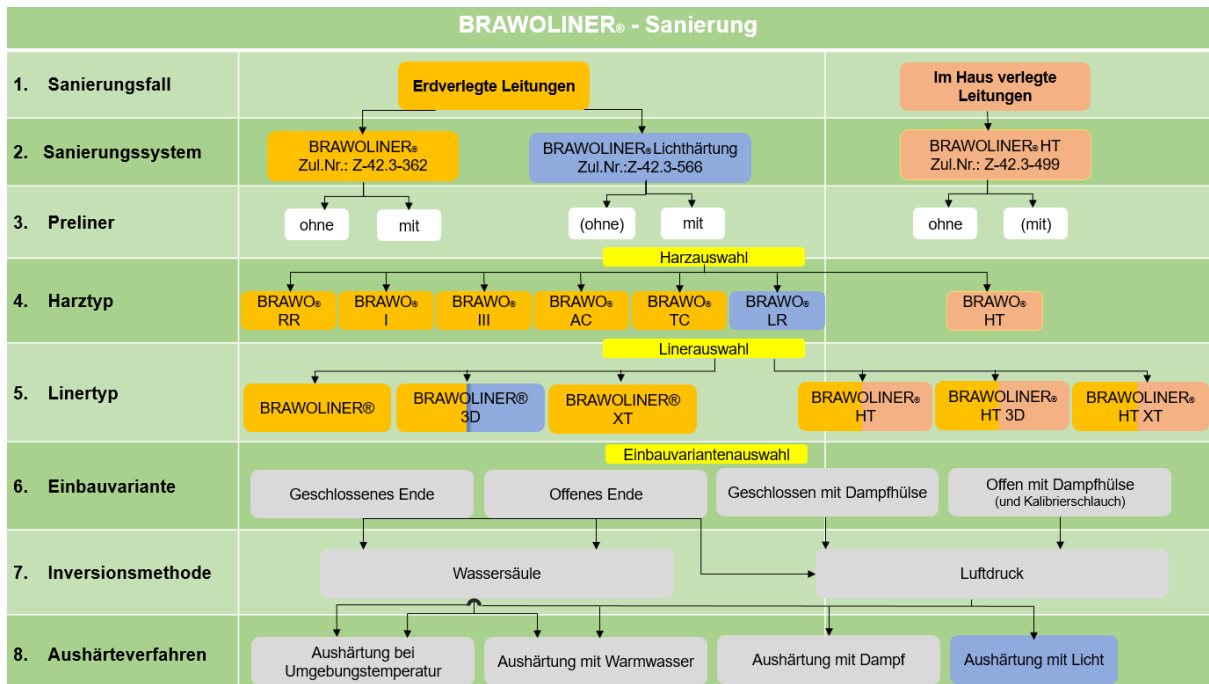 BRAWOLINER® - Sanierung
1. Sanierungsfall
Erdverlegte Leitungen
Im Haus verlegte
Leitungen
2. Sanierungssystem
BRAWOLINER®
Zul.Nr.: Z-42.3-362
BRAWOLINER® Lichthärtung
Zul.Nr.:Z-42.3-566
BRAWOLINER® HT
Zul.Nr.: Z-42.3-499
3. Preliner
ohne
mit
(ohne)
mit
ohne
(mit)
Harzauswahl
4. Harztyp
BRAWO®
RR
BRAWO®
I
BRAWO®
III
BRAWO®
AC
BRAWO®
TC
BRAWO®
LR
BRAWO®
HT
Linerauswahl
5. Linertyp
BRAWOLINER®
BRAWOLINER®
3D
BRAWOLINER®
XT
BRAWOLINER®
HT
BRAWOLINER®
HT 3D
BRAWOLINER®
HT XT
Einbauvariantenauswahl
6. Einbauvariante
Geschlossenes Ende
Offenes Ende
Geschlossen mit Dampfhülse
Offen mit Dampfhülse
(und Kalibrierschlauch)
7. Inversionsmethode
Wassersäule
Luftdruck
8. Aushärteverfahren
Aushärtung bei
Umgebungstemperatur
Aushärtung mit Warmwasser
Aushärtung mit Dampf
Aushärtung mit Licht